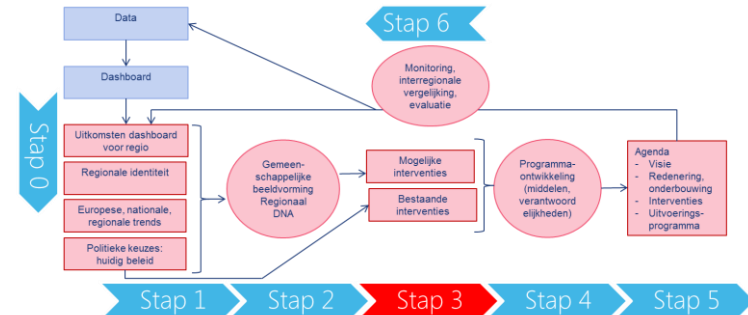 Data
Stap 6
Dashboard
Monitoring,
interregionale
vergelijking,
evaluatie
Stap 0
Uitkomsten dashboard
voor regio
Regionale identiteit
Europese, nationale,
regionale trends
Politieke keuzes:
huidig beleid
Gemeen-
schappelijke
beeldvorming
Regionaal
DNA
Mogelijke
interventies
Bestaande
interventies
Programma-
ontwikkeling
(middelen,
verantwoord
elijkheden)
Agenda
- Visie
- Redenering,
onderbouwing
- Interventies
- Uitvoerings-
programma
Stap 1
Stap 2
Stap 3
Stap 4
Stap 5